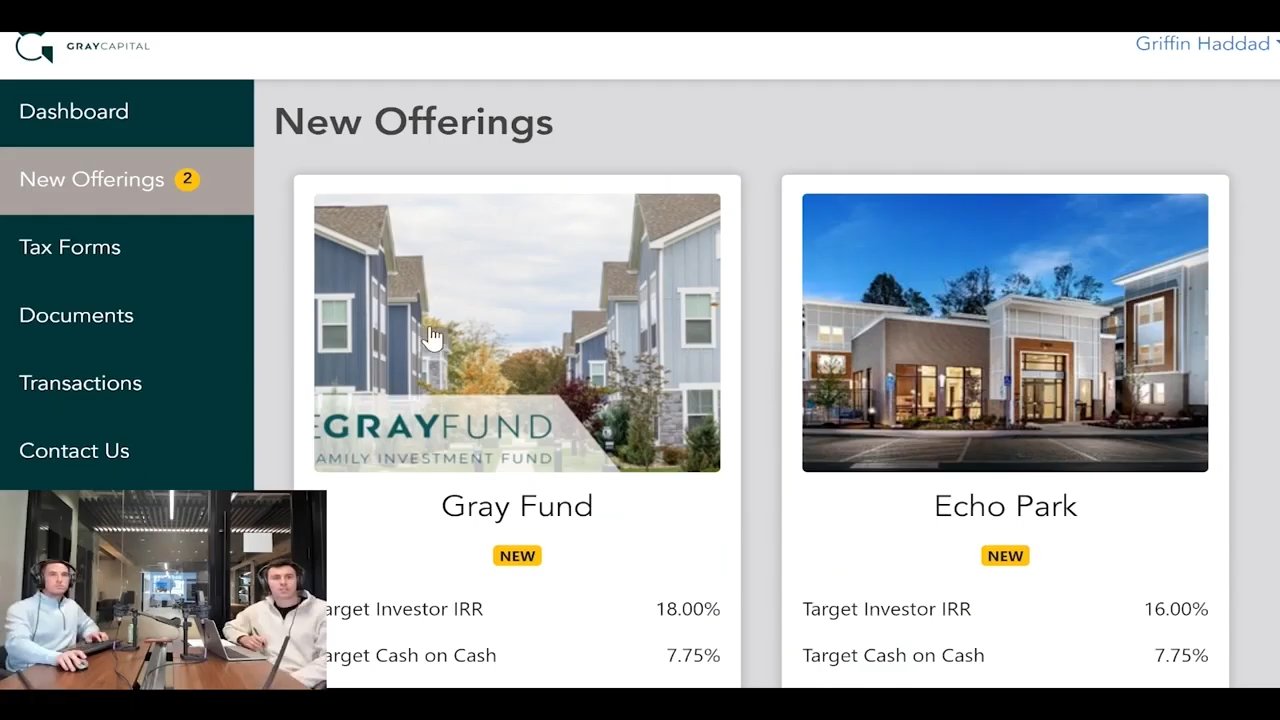 GRAYCAPITAL
Griffin Haddad
Dashboard
New Offerings 2
Tax Forms
Documents
Transactions
Contact Us
New Offerings
EGRAYFUND
AMILY INVESTMENT FUND
Gray Fund
NEW
arget Investor IRR 18.00%
arget Cash on Cash 7.75%
Echo Park
NEW
Target Investor IRR 16.00%
Target Cash on Cash 7.75%